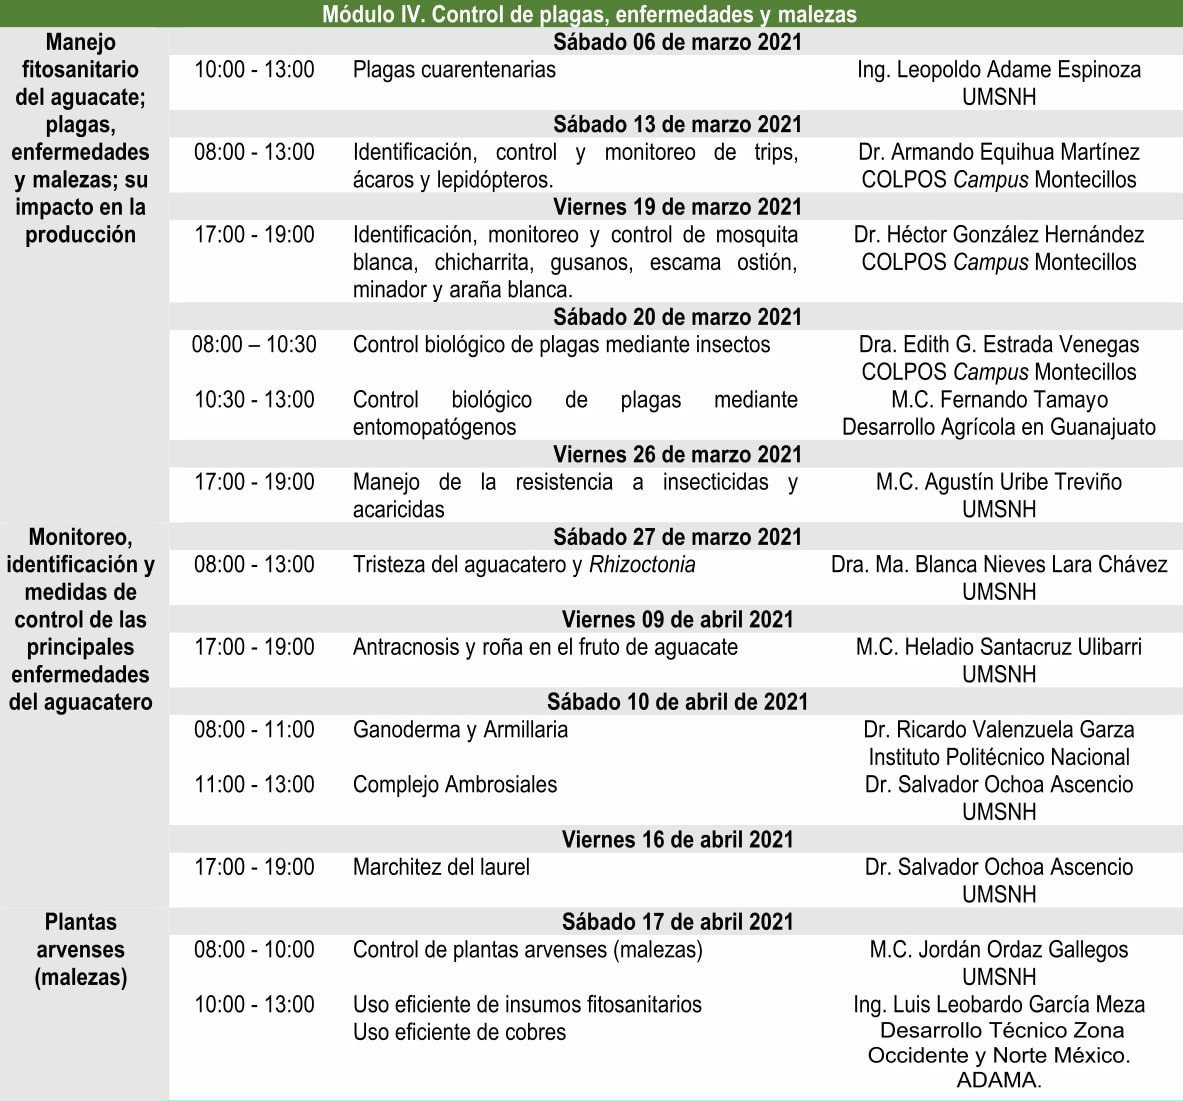 Módulo IV. Control de plagas, enfermedades y malezas
Manejo
fitosanitario
del aguacate;
plagas,
enfermedades
y malezas; su
impacto en la
producción
Sábado 06 de marzo 2021
10:00 - 13:00 Plagas cuarentenarias Ing. Leopoldo Adame Espinoza
UMSNH
Sábado 13 de marzo 2021
08:00 - 13:00 Identificación, control y monitoreo de trips, Dr. Armando Equihua Martínez
ácaros y lepidópteros. COLPOS Campus Montecillos
Viernes 19 de marzo 2021
17:00 - 19:00 Identificación, monitoreo y control de mosquita Dr. Héctor González Hernández
blanca, chicharrita, gusanos, escama ostión, COLPOS Campus Montecillos
minador y araña blanca.
Sábado 20 de marzo 2021
08:00 – 10:30 Control biológico de plagas mediante insectos Dra. Edith G. Estrada Venegas
COLPOS Campus Montecillos
10:30 - 13:00 Control biológico de plagas mediante M.C. Fernando Tamayo
entomopatógenos Desarrollo Agrícola en Guanajuato
Viernes 26 de marzo 2021
17:00 - 19:00 Manejo de la resistencia a insecticidas y M.C. Agustín Uribe Treviño
acaricidas UMSNH
Monitoreo,
identificación y
medidas de
control de las
principales
enfermedades
del aguacatero
Sábado 27 de marzo 2021
08:00 - 13:00 Tristeza del aguacatero y Rhizoctonia Dra. Ma. Blanca Nieves Lara Chávez
UMSNH
Viernes 09 de abril 2021
17:00 - 19:00 Antracnosis y roña en el fruto de aguacate M.C. Heladio Santacruz Ulibarri
UMSNH
Sábado 10 de abril de 2021
08:00 - 11:00 Ganoderma y Armillaria Dr. Ricardo Valenzuela Garza
Instituto Politécnico Nacional
11:00 - 13:00 Complejo Ambrosiales Dr. Salvador Ochoa Ascencio
UMSNH
Viernes 16 de abril 2021
17:00 - 19:00 Marchitez del laurel Dr. Salvador Ochoa Ascencio
UMSNH
Plantas
arvenses
(malezas)
Sábado 17 de abril 2021
08:00 - 10:00 Control de plantas arvenses (malezas) M.C. Jordán Ordaz Gallegos
UMSNH
10:00 - 13:00 Uso eficiente de insumos fitosanitarios Ing. Luis Leobardo García Meza
Uso eficiente de cobres Desarrollo Técnico Zona
Occidente y Norte México.
ADAMA.